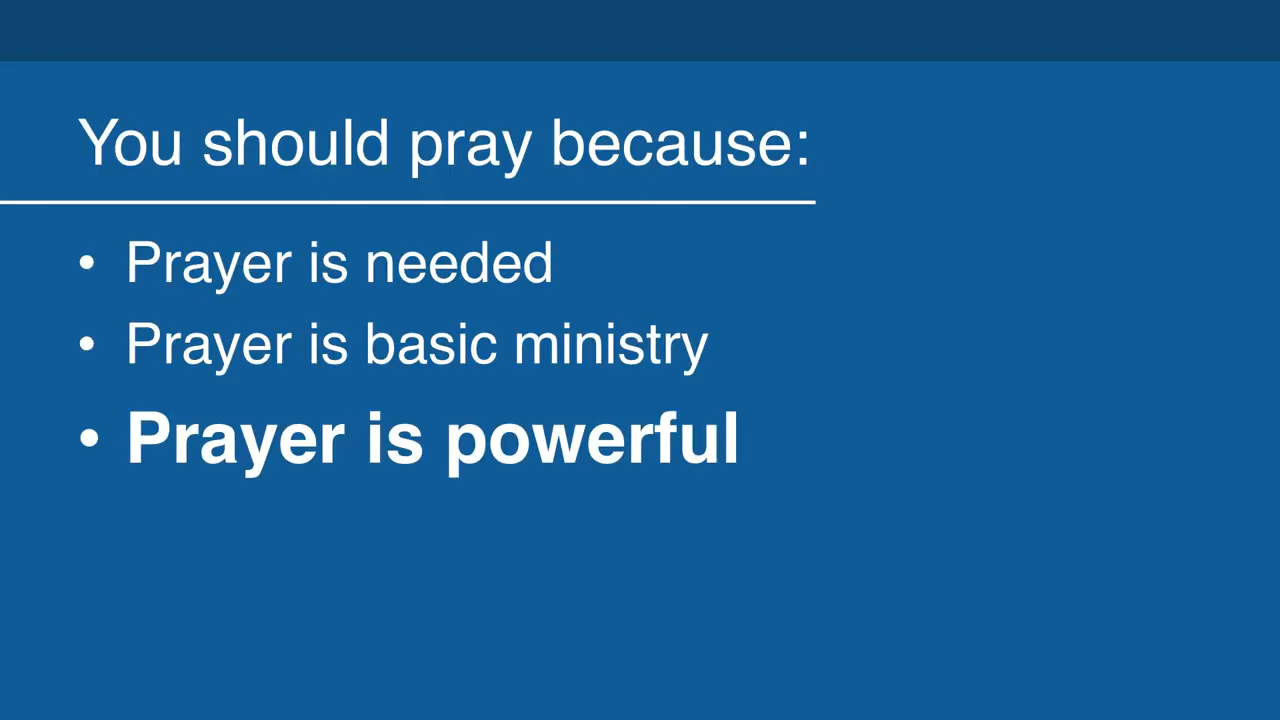 You should pray because:
• Prayer is needed
• Prayer is basic ministry
• Prayer is powerful